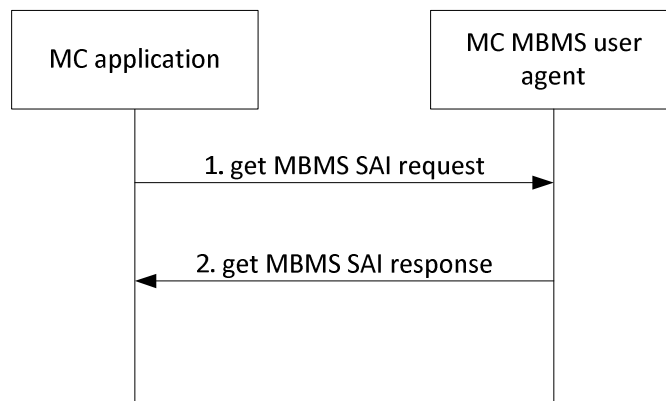 MC application
MC MBMS user
agent
1. get MBMS SAI request
2. get MBMS SAI response